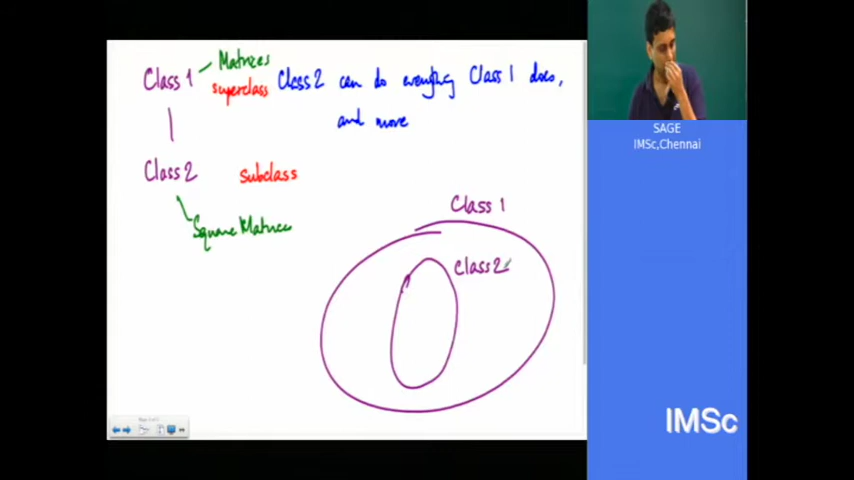 Class 1
Matrices
superclass
Class 2 can do everything Class 1 does,
and more
Class 2
subclass
Square Matrices
Class 1
Class 2
SAGE
IMSc,Chennai
IMSc